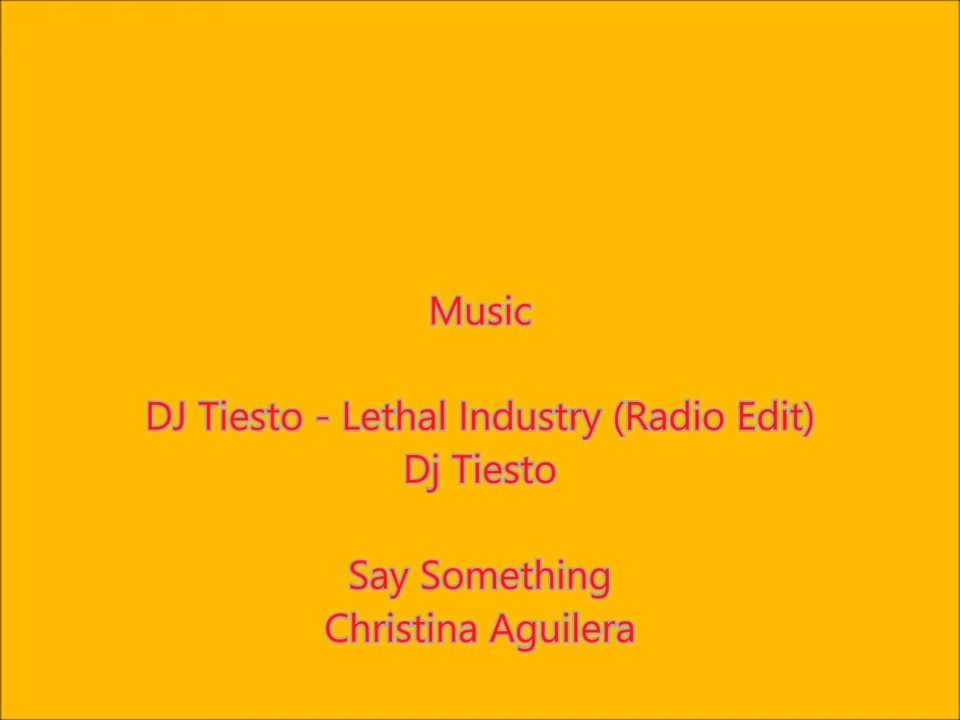 Music
DJ Tiesto - Lethal Industry (Radio Edit)
Dj Tiesto
Say Something
Christina Aguilera